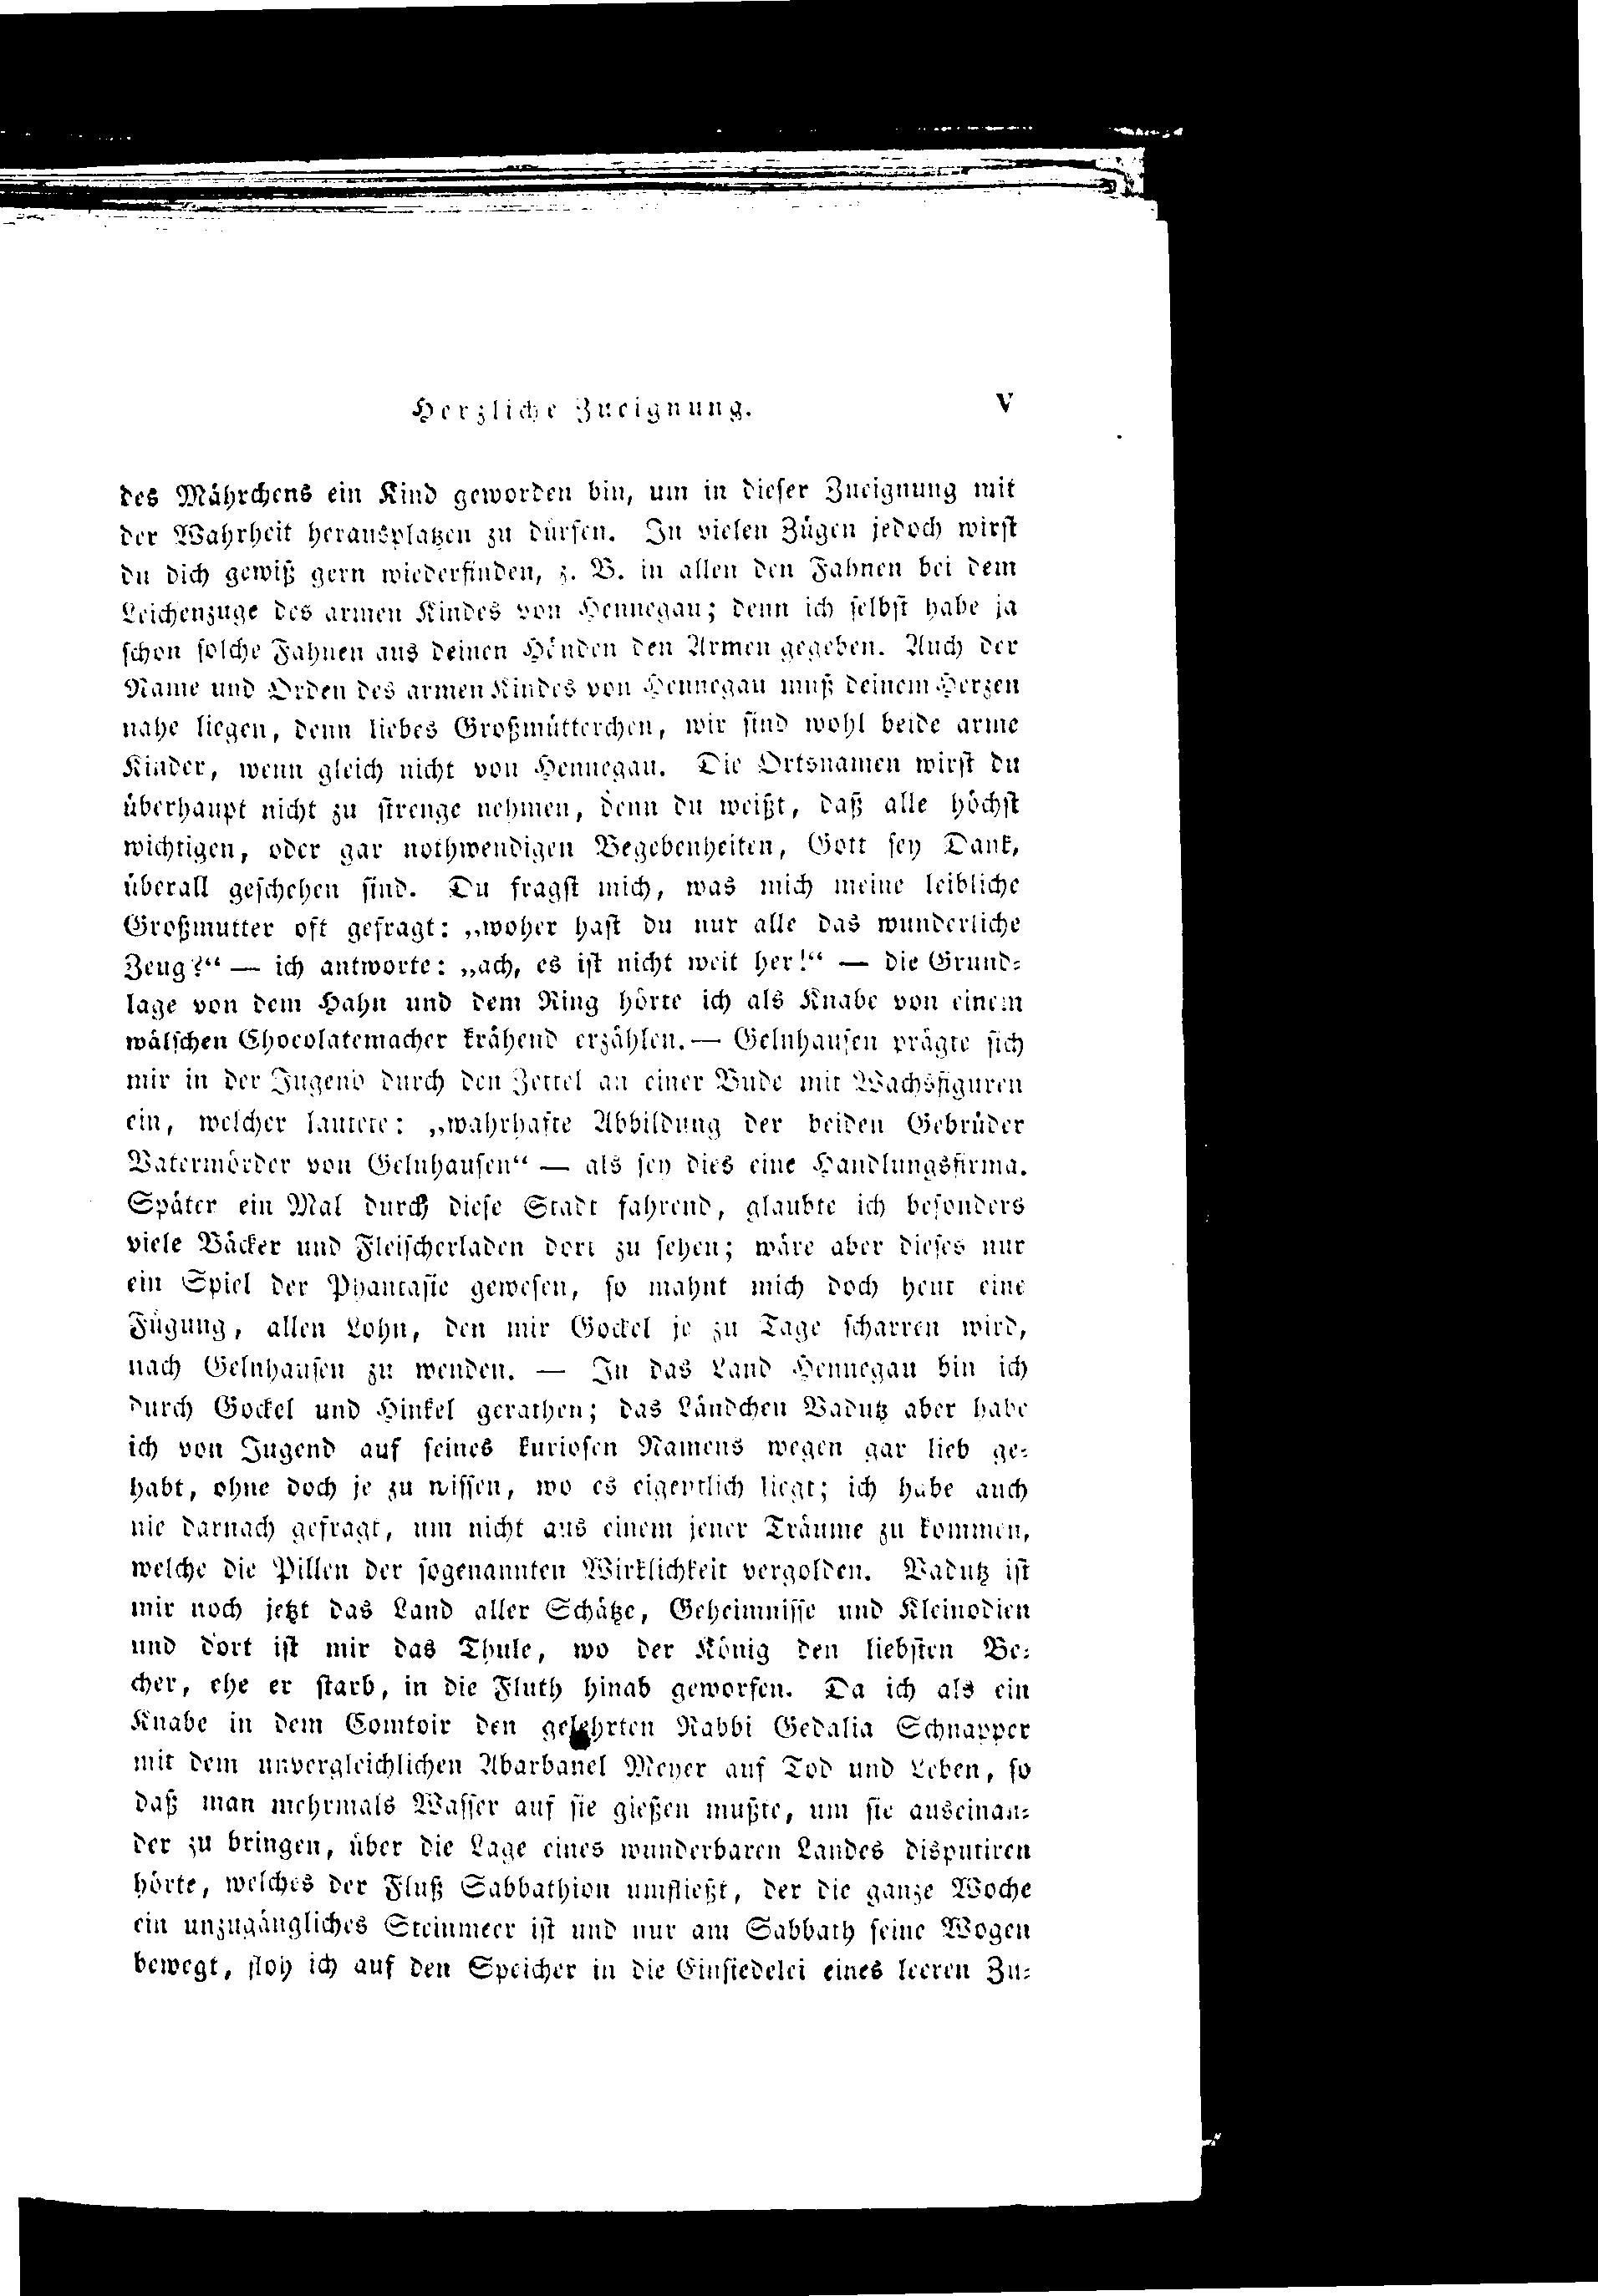 Herzliche Zueignung. V
des Mährchens ein Kind geworden bin, um in dieser Zueignung mit
der Wahrheit herausplatzen zu dürfen. In vielen Zügen jedoch wirst
du dich gewiß gern wiederfinden, z. B. in allen den Fahnen bei dem
Leichenzuge des armen Kindes von Hennegau; denn ich selbst habe ja
schon solche Fahnen aus deinen Händen den Armen gegeben. Auch der
Name und Orden des armen Kindes von Hennegau muß deinem Herzen
nahe liegen, denn liebes Großmütterchen, wir sind wohl beide arme
Kinder, wenn gleich nicht von Hennegau. Die Ortsnamen wirst du
überhaupt nicht zu strenge nehmen, denn du weißt, daß alle höchst
wichtigen, oder gar nothwendigen Begebenheiten, Gott sey Dank,
überall geschehen sind. Du fragst mich, was mich meine leibliche
Großmutter oft gefragt: „woher hast du nur alle das wunderliche
Zeug?“ — ich antworte: „ach, es ist nicht weit her!“ — die Grund-
lage von dem Hahn und dem Ring hörte ich als Knabe von einem
wälschen Chocolatemacher krähend erzählen. — Gelnhausen prägte sich
mir in der Jugend durch den Zettel an einer Bude mit Wachsfiguren
ein, welcher lautete: „wahrhafte Abbildung der beiden Gebrüder
Vatermörder von Gelnhausen“ — als sey dies eine Handlungsfirma.
Später ein Mal durch diese Stadt fahrend, glaubte ich besonders
viele Bäcker und Fleischerladen dort zu sehen; wäre aber dieses nur
ein Spiel der Phantasie gewesen, so mahnt mich doch heut eine
Fügung, allen Lohn, den mir Gockel je zu Tage scharren wird,
nach Gelnhausen zu wenden. — In das Land Hennegau bin ich
durch Gockel und Hinkel gerathen; das Ländchen Vadutz aber habe
ich von Jugend auf seines kuriosen Namens wegen gar lieb ge-
habt, ohne doch je zu wissen, wo es eigentlich liegt; ich habe auch
nie darnach gefragt, um nicht aus einem jener Träume zu kommen,
welche die Pillen der sogenannten Wirklichkeit vergolden. Vadutz ist
mir noch jetzt das Land aller Schätze, Geheimnisse und Kleinodien
und dort ist mir das Thule, wo der König den liebsten Be-
cher, ehe er starb, in die Fluth hinab geworfen. Da ich als ein
Knabe in dem Comtoir den gelehrten Rabbi Gedalia Schnapper
mit dem unvergleichlichen Abarbanel Meyer auf Tod und Leben, so
daß man mehrmals Wasser auf sie gießen mußte, um sie auseinan-
der zu bringen, über die Lage eines wunderbaren Landes disputiren
hörte, welches der Fluß Sabbathion umfließt, der die ganze Woche
ein unzugängliches Steinmeer ist und nur am Sabbath seine Wogen
bewegt, floh ich auf den Speicher in die Einsiedelei eines leeren Zu-